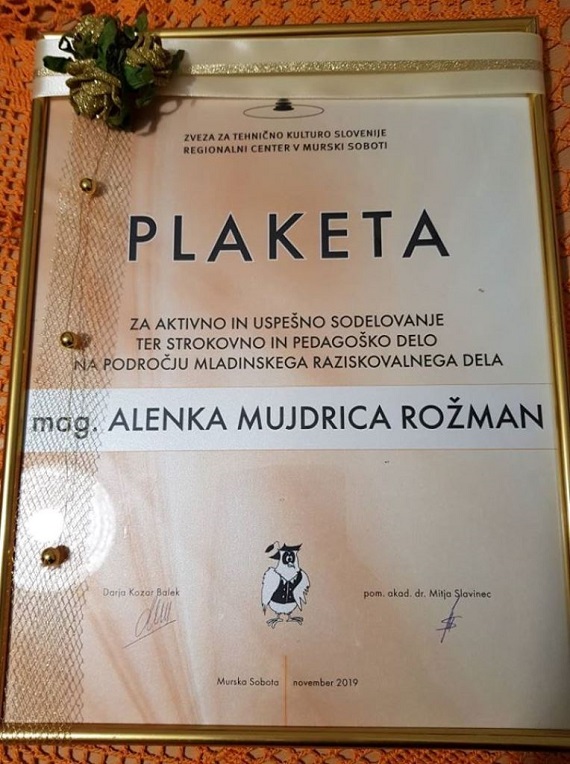 ZVEZA ZA TEHNIČNO KULTURO SLOVENIJE
REGIONALNI CENTER V MURSKI SOBOTI
PLAKETA
ZA AKTIVNO IN USPEŠNO SODELOVANJE
TER STROKOVNO IN PEDAGOŠKO DELO
NA PODROČJU MLADINSKEGA RAZISKOVALNEGA DELA
mag. ALENKA MUJDRICA ROŽMAN
Darja Kozar Balek
pom. akad. dr. Mitja Slavinec
Murska Sobota november 2019